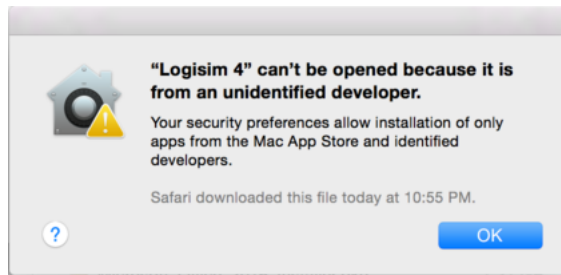 “Logisim 4” can’t be opened because it is
from an unidentified developer.
Your security preferences allow installation of only
apps from the Mac App Store and identified
developers.
Safari downloaded this file today at 10:55 PM.
?
OK